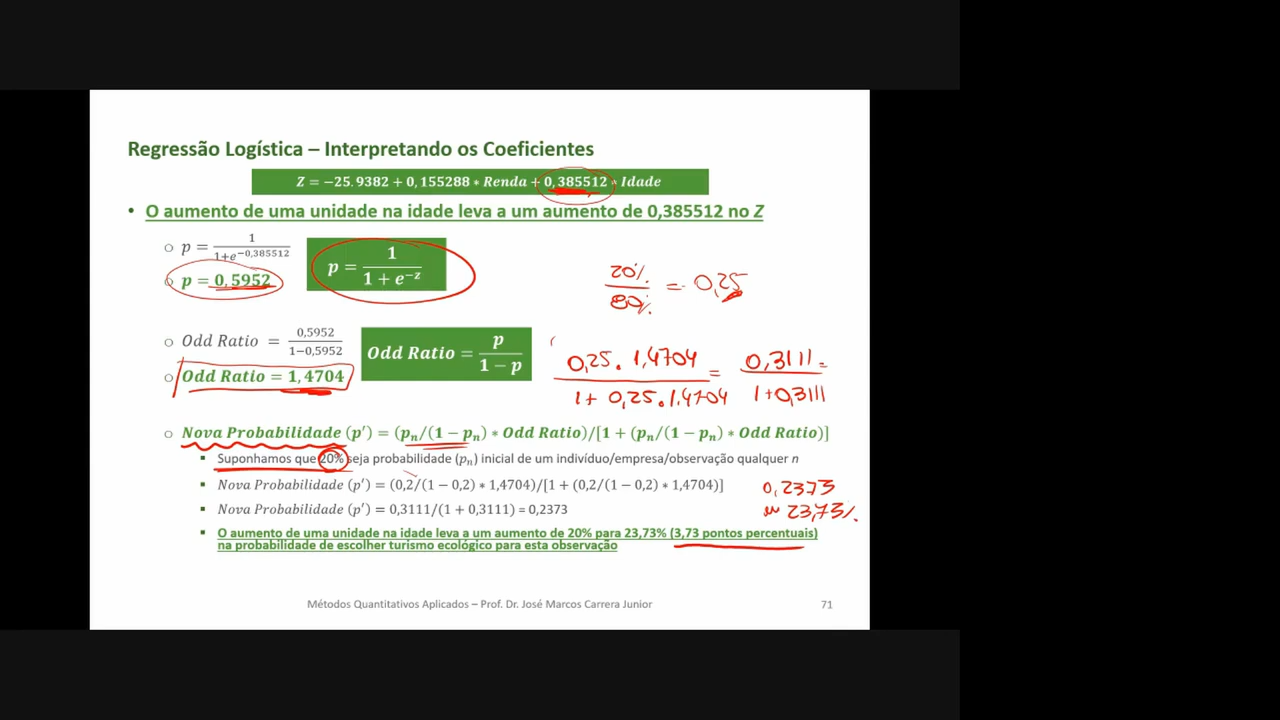 Regressão Logística – Interpretando os Coeficientes
Z = −25.9382 + 0,155288 * Renda + 0,385512 * Idade
• O aumento de uma unidade na idade leva a um aumento de 0,385512 no Z
○ p = 1 / 1+e^−0,385512
p = 1 / 1 + e^−z
○ p = 0,5952
20% / 80% = 0,25
○ Odd Ratio = 0,5952 / 1−0,5952
Odd Ratio = p / 1 − p
0,25 . 1,4704 / 1 + 0,25 . 1,4704 = 0,3111 / 1+0,3111 =
○ Odd Ratio = 1,4704
○ Nova Probabilidade (p′) = (pₙ/(1 − pₙ) * Odd Ratio)/[1 + (pₙ/(1 − pₙ) * Odd Ratio)]
▪ Suponhamos que 20% seja probabilidade (pₙ) inicial de um indivíduo/empresa/observação qualquer n
▪ Nova Probabilidade (p′) = (0,2/(1 − 0,2) * 1,4704)/[1 + (0,2/(1 − 0,2) * 1,4704)]
0,2373
▪ Nova Probabilidade (p′) = 0,3111/(1 + 0,3111) = 0,2373
23,73%
▪ O aumento de uma unidade na idade leva a um aumento de 20% para 23,73% (3,73 pontos percentuais)
na probabilidade de escolher turismo ecológico para esta observação
Métodos Quantitativos Aplicados – Prof. Dr. José Marcos Carrera Junior
71